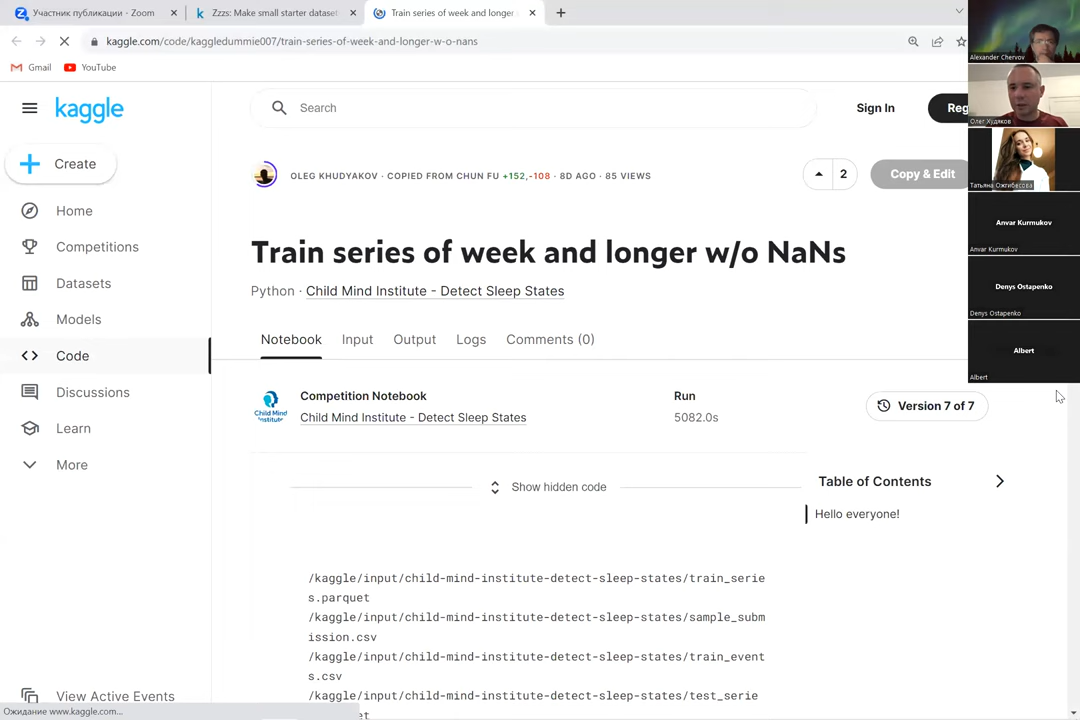 Участник публикации - Zoom
Zzzs: Make small starter dataset
Train series of week and longer
kaggle.com/code/kaggledummie007/train-series-of-week-and-longer-w-o-nans
Gmail
YouTube
kaggle
Search
Sign In
Reg
Create
Home
Competitions
Datasets
Models
Code
Discussions
Learn
More
View Active Events
OLEG KHUDYAKOV · COPIED FROM CHUN FU +152,-108 · 8D AGO · 85 VIEWS
2
Copy & Edit
Train series of week and longer w/o NaNs
Python · Child Mind Institute - Detect Sleep States
Notebook
Input
Output
Logs
Comments (0)
Child Mind
Institute
Competition Notebook
Child Mind Institute - Detect Sleep States
Run
5082.0s
Version 7 of 7
Show hidden code
Table of Contents
Hello everyone!
/kaggle/input/child-mind-institute-detect-sleep-states/train_serie
s.parquet
/kaggle/input/child-mind-institute-detect-sleep-states/sample_subm
ission.csv
/kaggle/input/child-mind-institute-detect-sleep-states/train_event
s.csv
/kaggle/input/child-mind-institute-detect-sleep-states/test_serie
et
Ожидание www.kaggle.com...
Alexander Chervov
Олег Худяков
Татьяна Ожгибесова
Anvar Kurmukov
Anvar Kurmukov
Denys Ostapenko
Denys Ostapenko
Albert
Albert